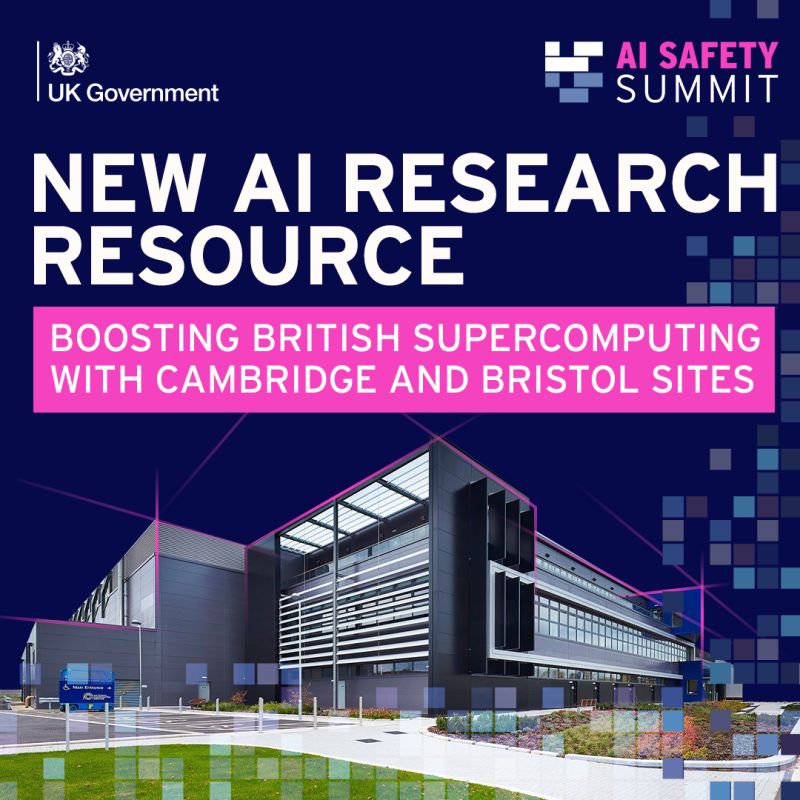 UK Government
AI SAFETY
SUMMIT
NEW AI RESEARCH
RESOURCE
BOOSTING BRITISH SUPERCOMPUTING
WITH CAMBRIDGE AND BRISTOL SITES
Main Entrance